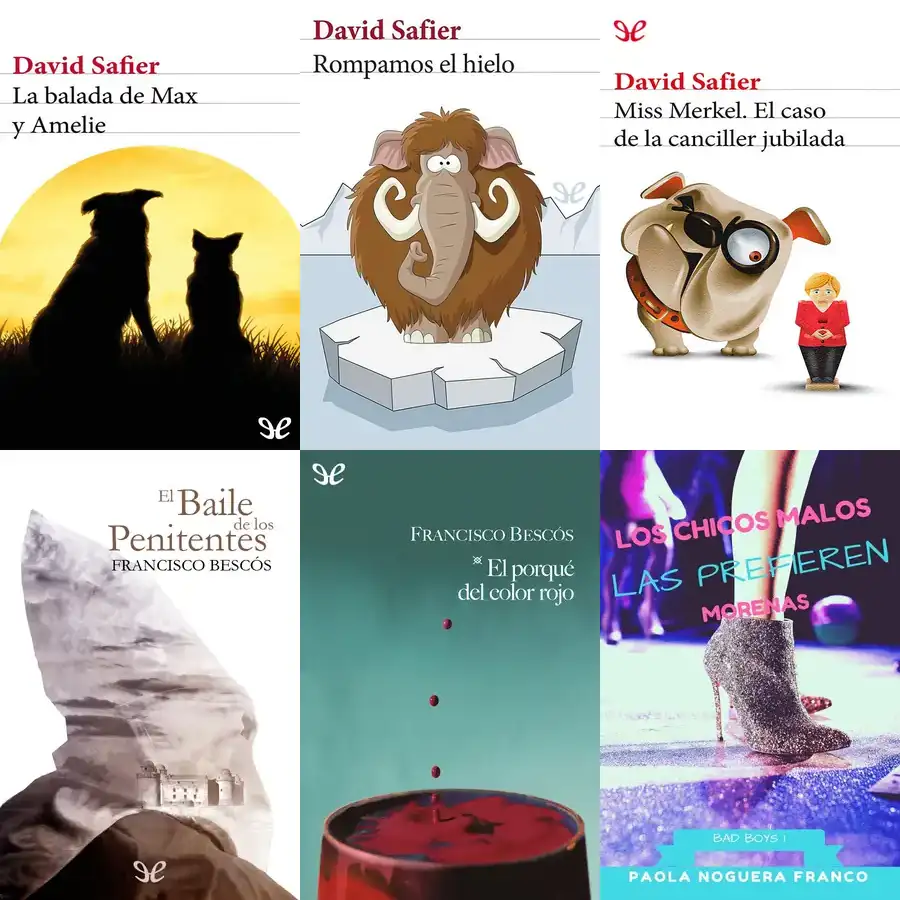 David Safier
La balada de Max
y Amelie
David Safier
Rompamos el hielo
David Safier
Miss Merkel. El caso
de la canciller jubilada
El Baile
de los
Penitentes
FRANCISCO BESCÓS
FRANCISCO BESCÓS
El porqué
del color rojo
LOS CHICOS MALOS
LAS PREFIEREN
MORENAS
BAD BOYS 1
PAOLA NOGUERA FRANCO